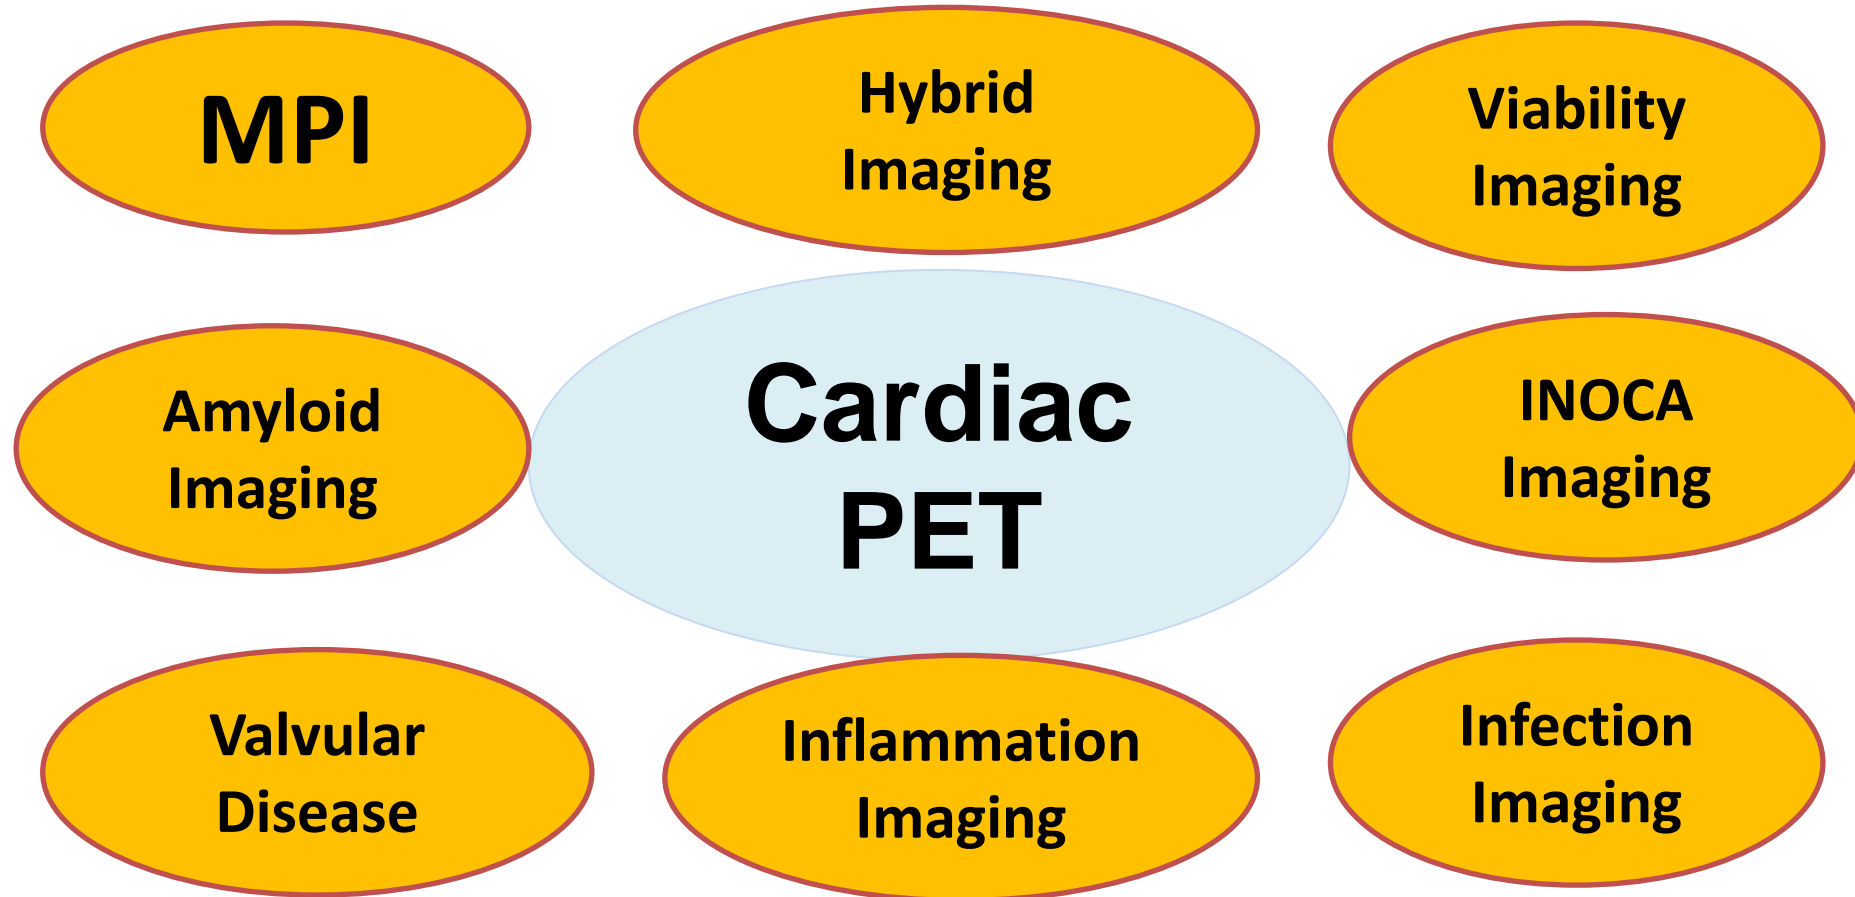 MPI
Hybrid
Imaging
Viability
Imaging
Amyloid
Imaging
Cardiac
PET
INOCA
Imaging
Valvular
Disease
Inflammation
Imaging
Infection
Imaging